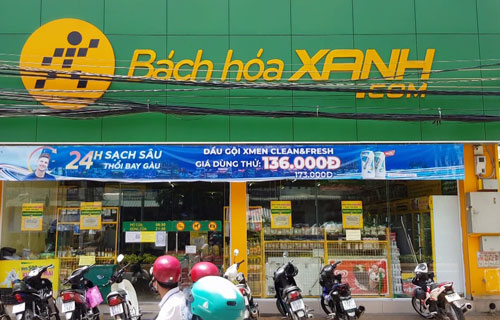 Bách hóa XANH
.COM
24H SẠCH SÂU
THỔI BAY GÀU
DẦU GỘI XMEN CLEAN&FRESH
GIÁ DÙNG THỬ: 136.000Đ
173.000Đ